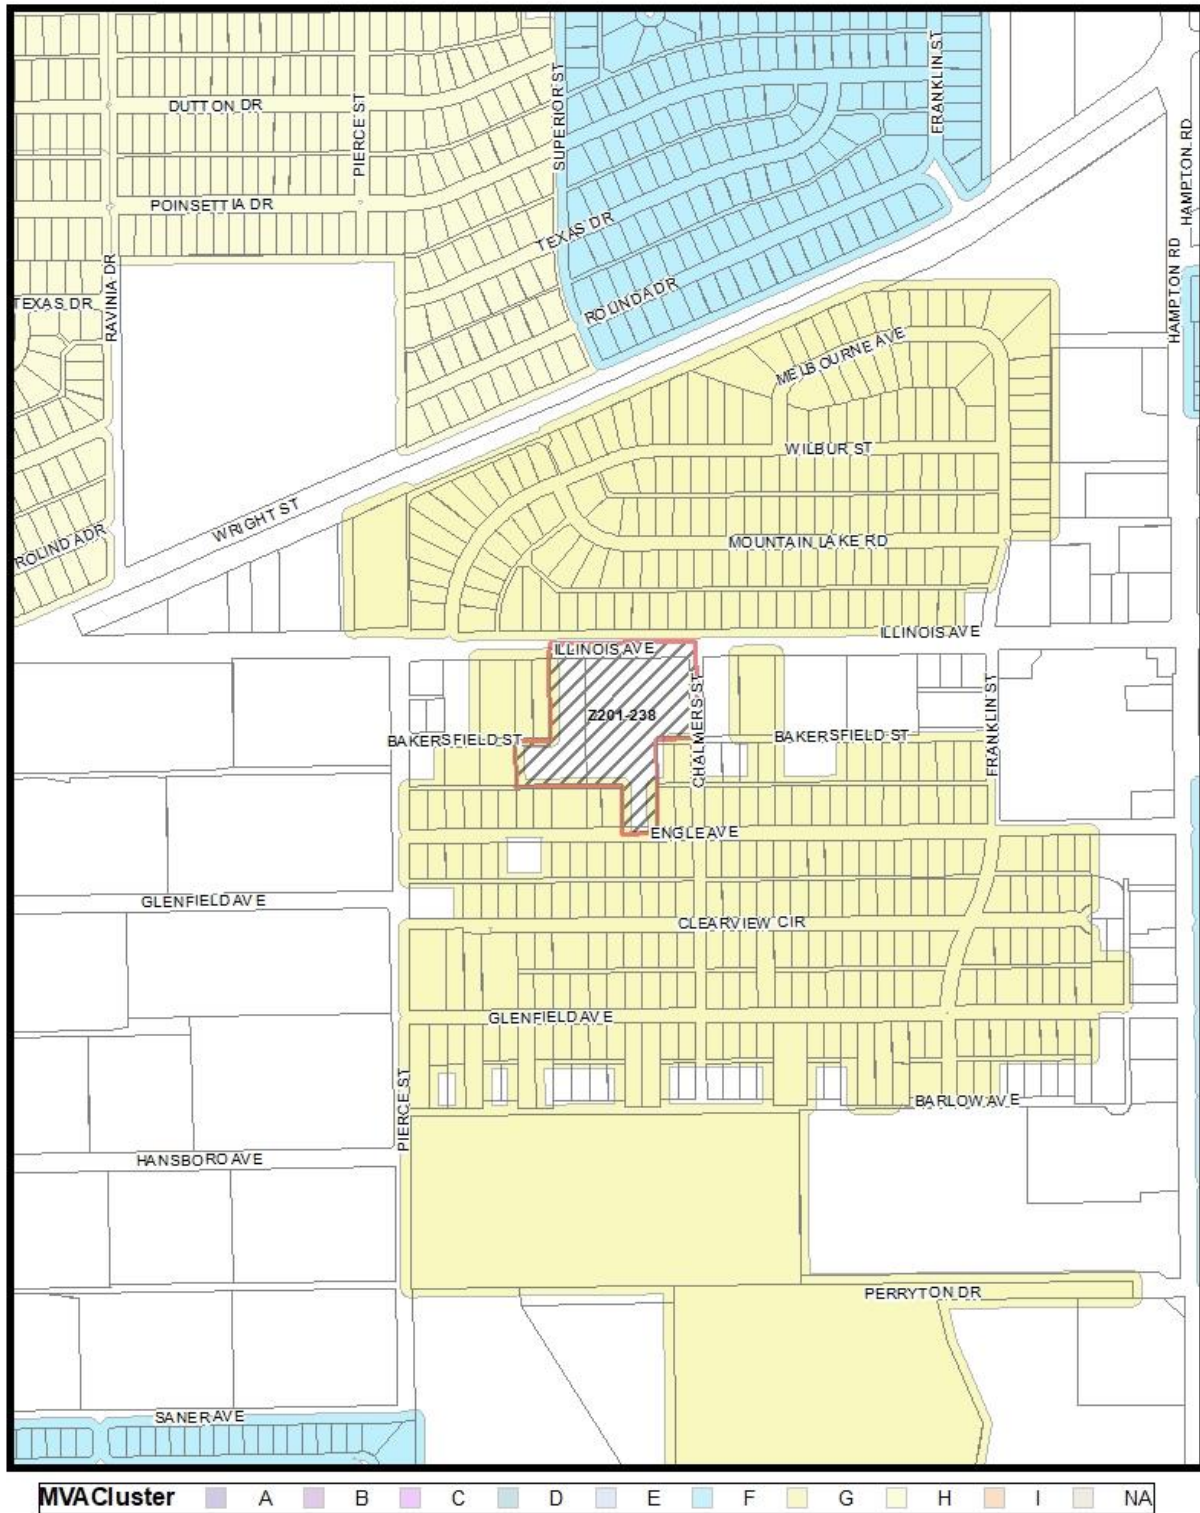 DUTTON DR
PIERCE ST
SUPERIOR ST
FRANKLIN ST
HAMPTON RD
POINSETTIA DR
TEXAS DR
HAMPTON RD
RAVINIA DR
TEXAS DR
ROLINDA DR
MELBOURNE AVE
WILBUR ST
WRIGHT ST
ROLINDA DR
MOUNTAIN LAKE RD
ILLINOIS AVE
ILLINOIS AVE
Z201-238
CHALMERS ST
FRANKLIN ST
BAKERSFIELD ST
BAKERSFIELD ST
ENGLE AVE
GLENFIELD AVE
CLEARVIEW CIR
GLENFIELD AVE
PIERCE ST
BARLOW AVE
HANSBORO AVE
PERRYTON DR
SANER AVE
MVACluster A B C D E F G H I NA